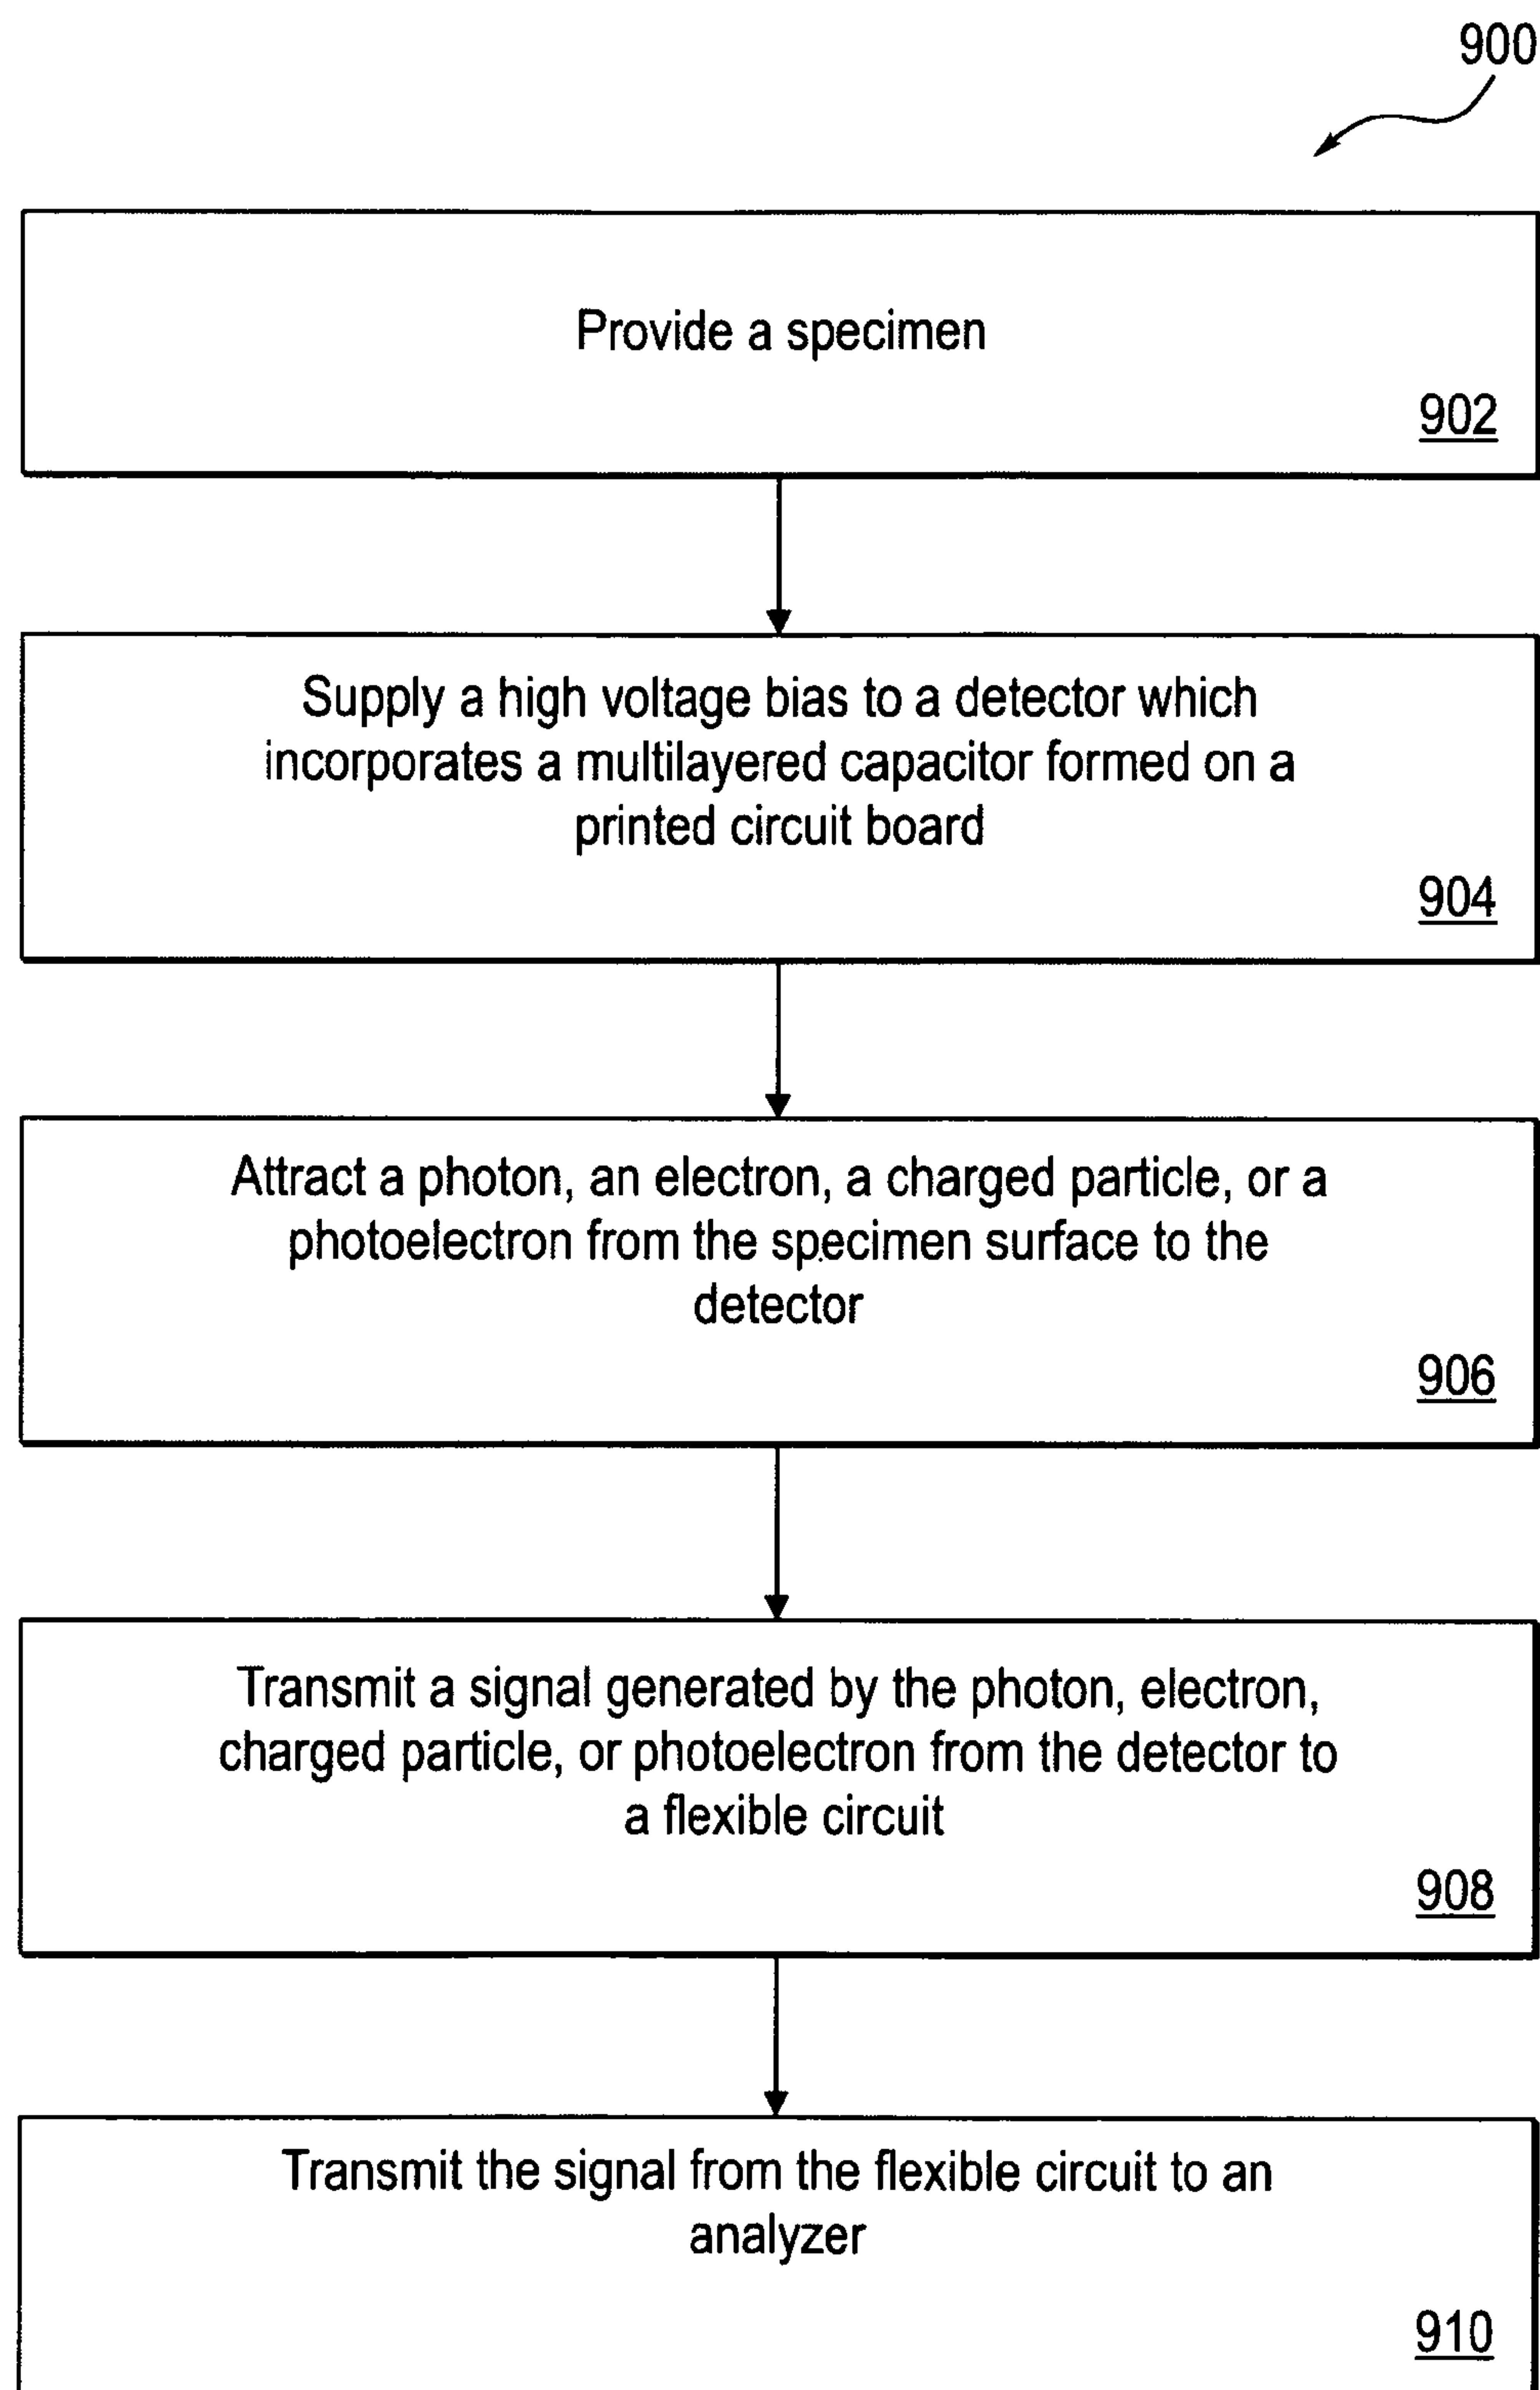 900
Provide a specimen
902
Supply a high voltage bias to a detector which
incorporates a multilayered capacitor formed on a
printed circuit board
904
Attract a photon, an electron, a charged particle, or a
photoelectron from the specimen surface to the
detector
906
Transmit a signal generated by the photon, electron,
charged particle, or photoelectron from the detector to
a flexible circuit
908
Transmit the signal from the flexible circuit to an
analyzer
910